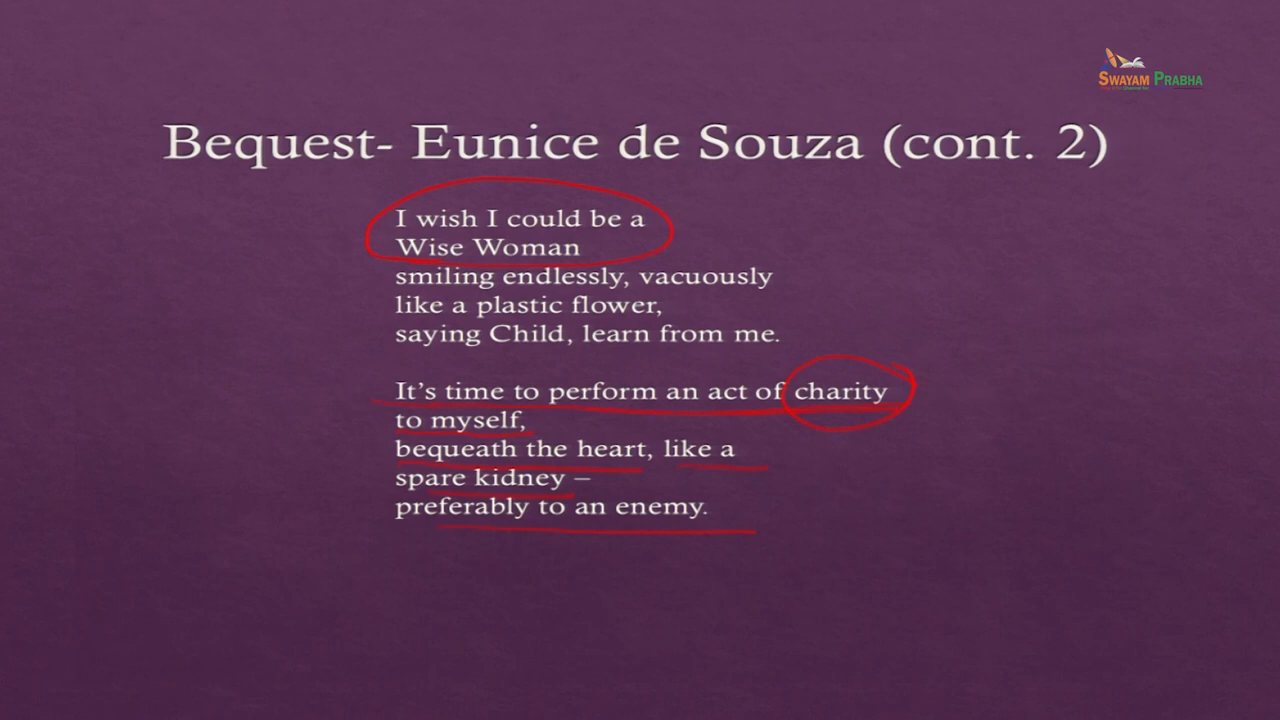 SWAYAM PRABHA
Bequest- Eunice de Souza (cont. 2)
I wish I could be a
Wise Woman
smiling endlessly, vacuously
like a plastic flower,
saying Child, learn from me.
It's time to perform an act of charity
to myself,
bequeath the heart, like a
spare kidney –
preferably to an enemy.